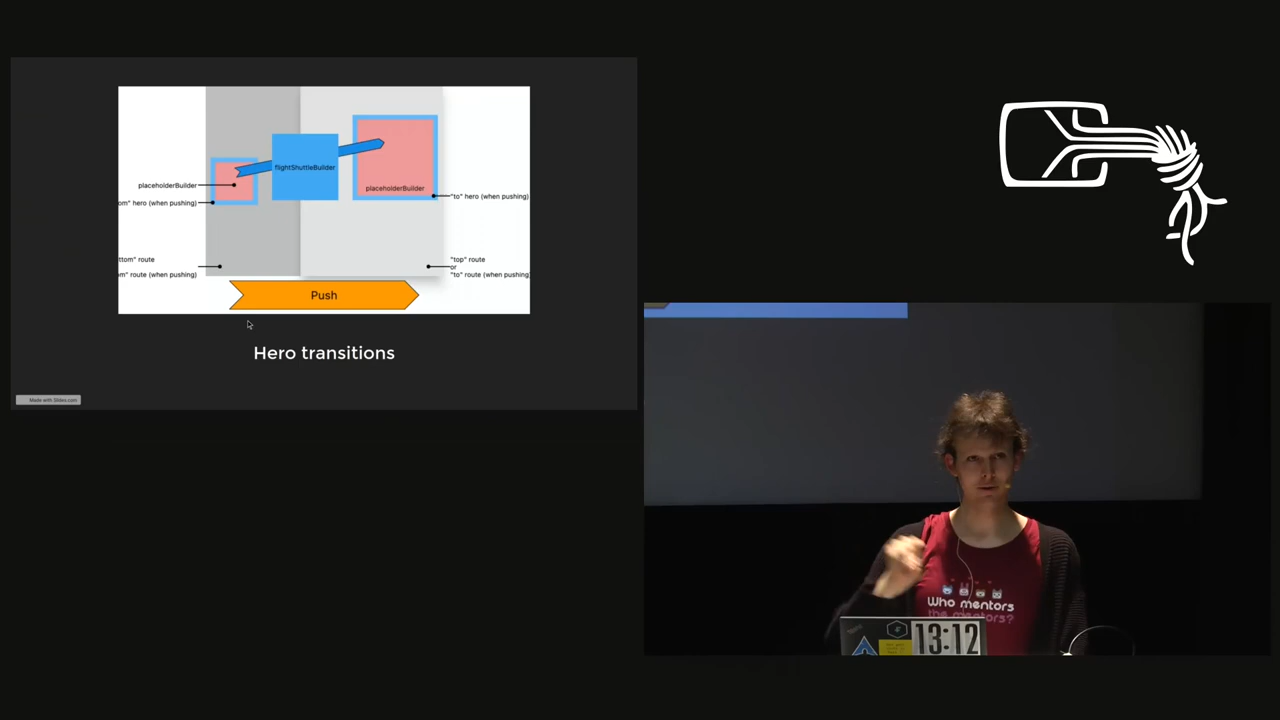 flightShuttleBuilder
placeholderBuilder
placeholderBuilder
om" hero (when pushing)
"to" hero (when pushing)
ttom" route
om" route (when pushing)
"top" route
or
"to" route (when pushing)
Push
Hero transitions
Made with Slides.com
Who mentors
the mentors?
13:12